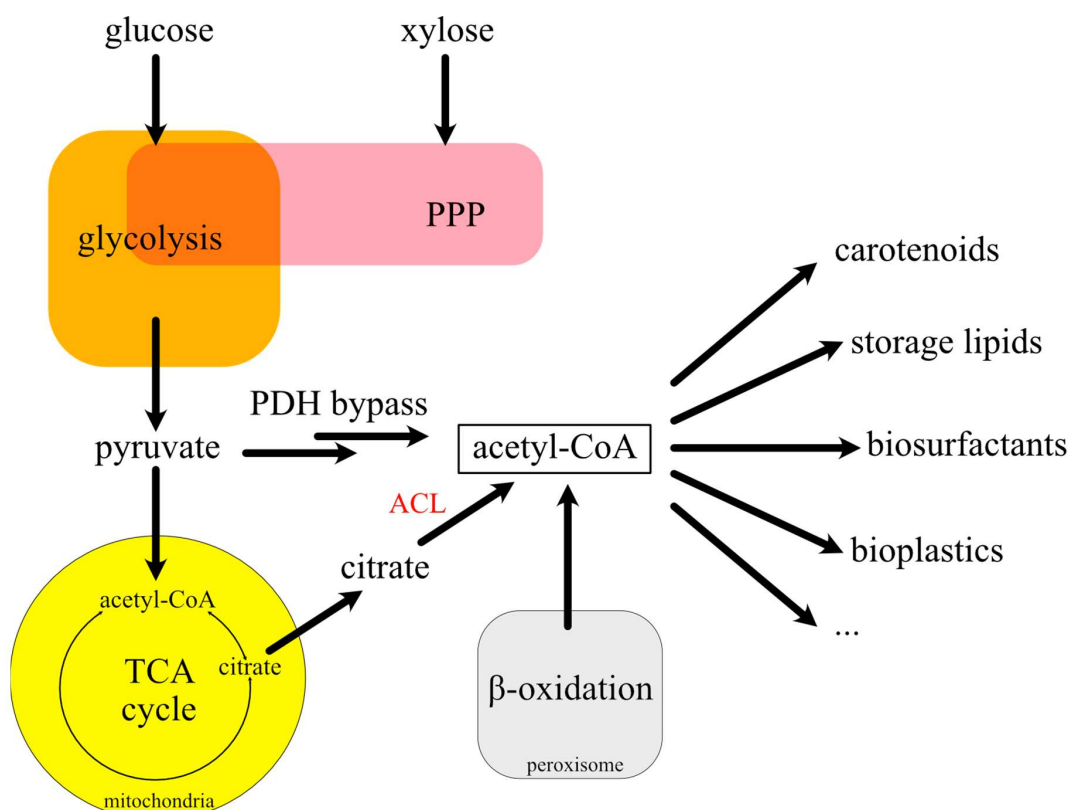 glucose
xylose
glycolysis
PPP
carotenoids
storage lipids
PDH bypass
pyruvate
acetyl-CoA
biosurfactants
ACL
citrate
bioplastics
acetyl-CoA
...
TCA
cycle
citrate
β-oxidation
peroxisome
mitochondria